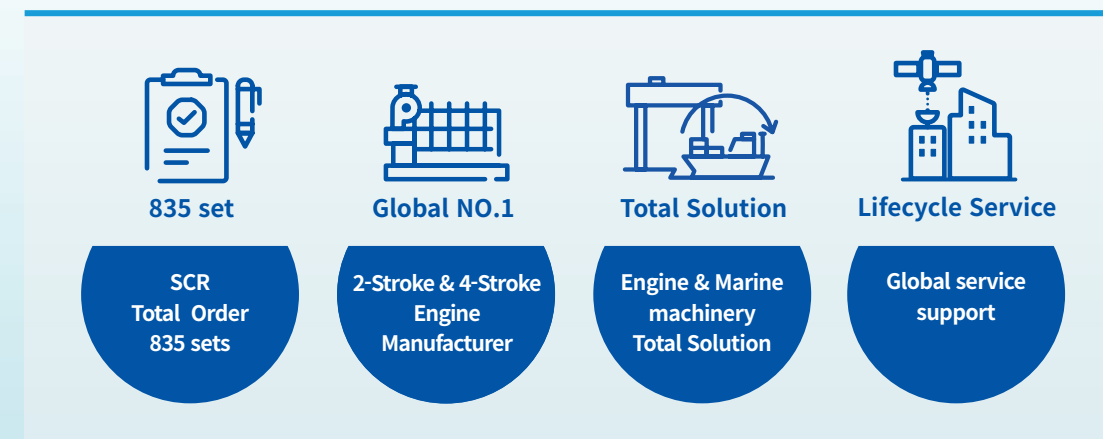 835 set
SCR
Total Order
835 sets
Global NO.1
2-Stroke & 4-Stroke
Engine
Manufacturer
Total Solution
Engine & Marine
machinery
Total Solution
Lifecycle Service
Global service
support